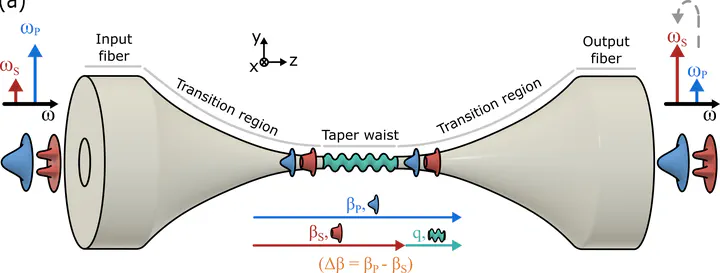 (a)
ωP
ωS
ω
Input
fiber
Transition region
y
x
z
Taper waist
Transition region
Output
fiber
ωS
ωP
ω
βP,
βS,
q,
(Δβ = βP - βS)